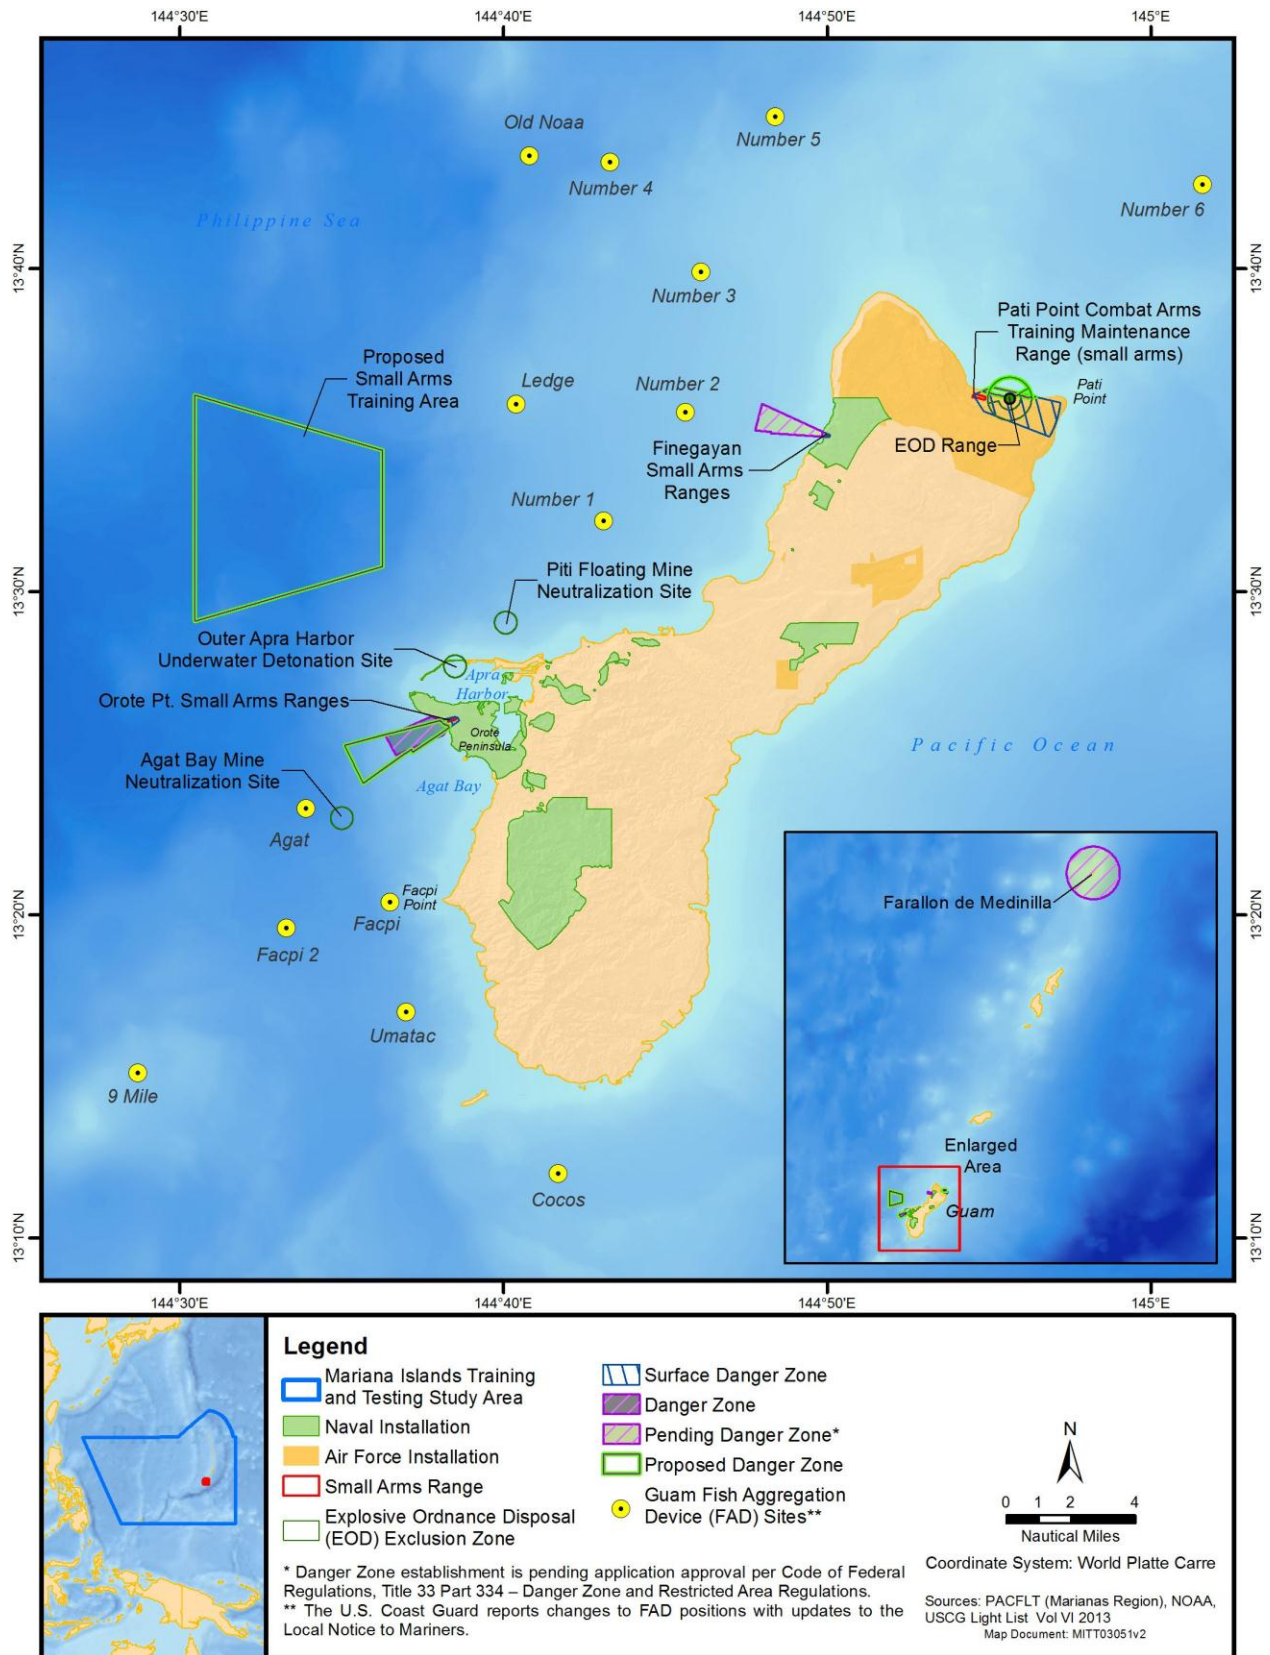 144°30'E
144°40'E
144°50'E
145°E
Old Noaa
Number 5
Number 4
Number 6
Philippine Sea
13°40'N
13°40'N
Number 3
Pati Point Combat Arms
Training Maintenance
Range (small arms)
Proposed
Small Arms
Training Area
Ledge
Number 2
Pati
Point
EOD Range
Finegayan
Small Arms
Ranges
Number 1
13°30'N
13°30'N
Piti Floating Mine
Neutralization Site
Outer Apra Harbor
Underwater Detonation Site
Apra
Harbor
Orote Pt. Small Arms Ranges
Orote
Peninsula
Pacific Ocean
Agat Bay Mine
Neutralization Site
Agat Bay
Agat
Facpi
Point
Facpi
13°20'N
13°20'N
Facpi 2
Umatac
9 Mile
Cocos
13°10'N
13°10'N
Farallon de Medinilla
Enlarged
Area
Guam
144°30'E
144°40'E
144°50'E
145°E
Legend
Mariana Islands Training
and Testing Study Area
Naval Installation
Air Force Installation
Small Arms Range
Explosive Ordnance Disposal
(EOD) Exclusion Zone
Surface Danger Zone
Danger Zone
Pending Danger Zone*
Proposed Danger Zone
Guam Fish Aggregation
Device (FAD) Sites**
* Danger Zone establishment is pending application approval per Code of Federal
Regulations, Title 33 Part 334 – Danger Zone and Restricted Area Regulations.
** The U.S. Coast Guard reports changes to FAD positions with updates to the
Local Notice to Mariners.
N
0 1 2 4
Nautical Miles
Coordinate System: World Platte Carre
Sources: PACFLT (Marianas Region), NOAA,
USCG Light List Vol VI 2013
Map Document: MITT03051v2